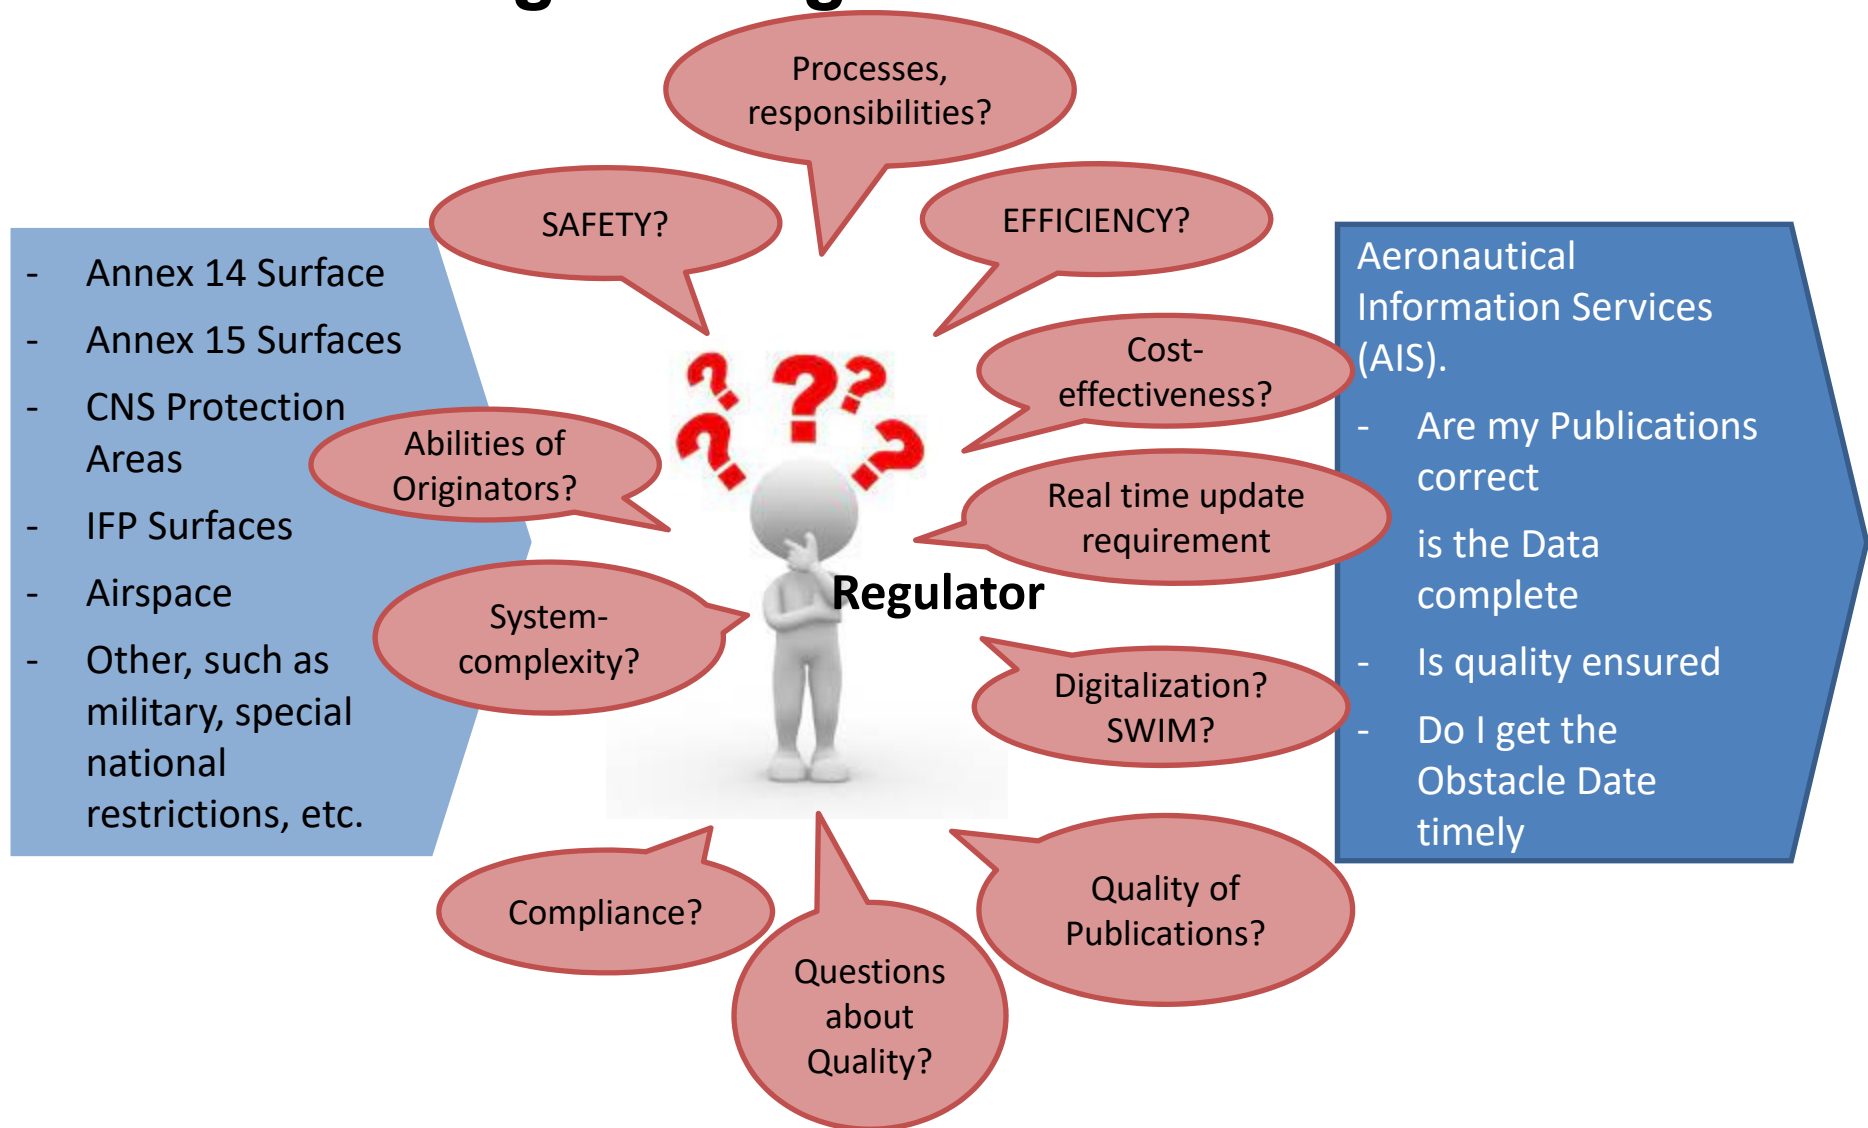 Processes,
responsibilities?
SAFETY?
EFFICIENCY?
- Annex 14 Surface
- Annex 15 Surfaces
- CNS Protection
Areas
- IFP Surfaces
- Airspace
- Other, such as
military, special
national
restrictions, etc.
Abilities of
Originators?
System-
complexity?
Regulator
Cost-
effectiveness?
Real time update
requirement
Digitalization?
SWIM?
Compliance?
Questions
about
Quality?
Quality of
Publications?
Aeronautical
Information Services
(AIS).
- Are my Publications
correct
is the Data
complete
- Is quality ensured
- Do I get the
Obstacle Date
timely